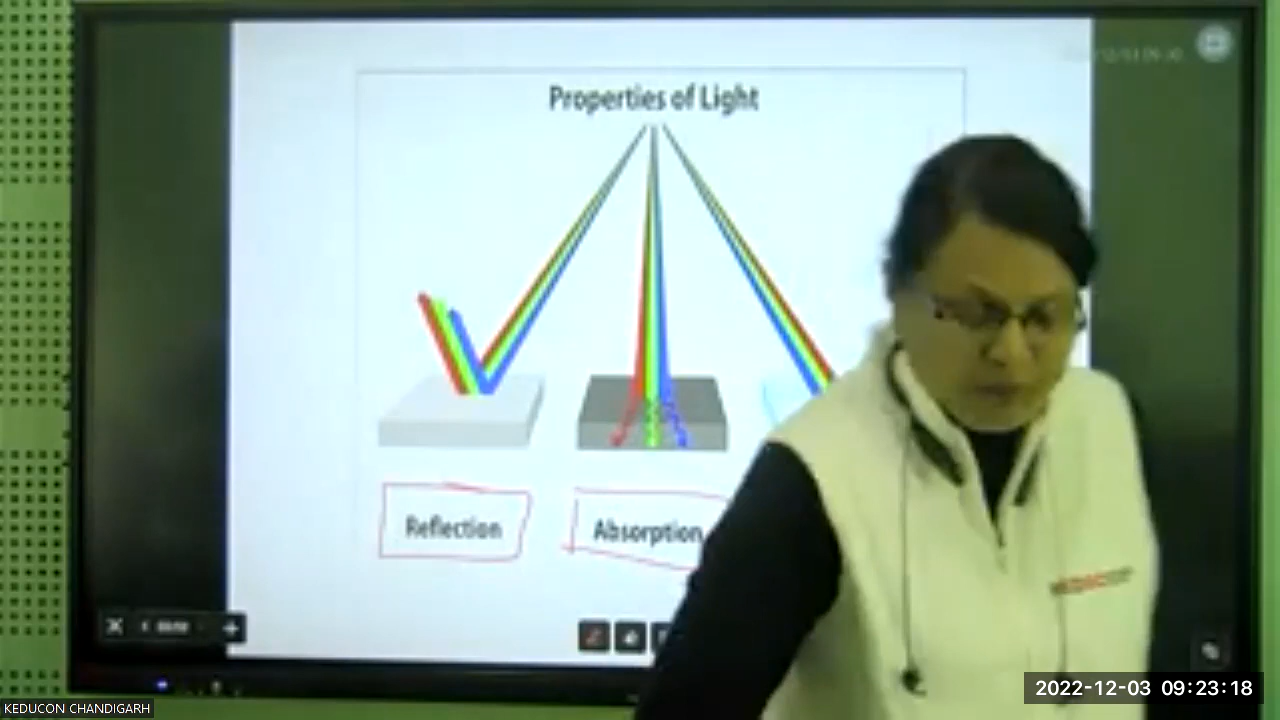 Properties of Light
Reflection
Absorption
2022-12-03 09:23:18
KEDUCON CHANDIGARH